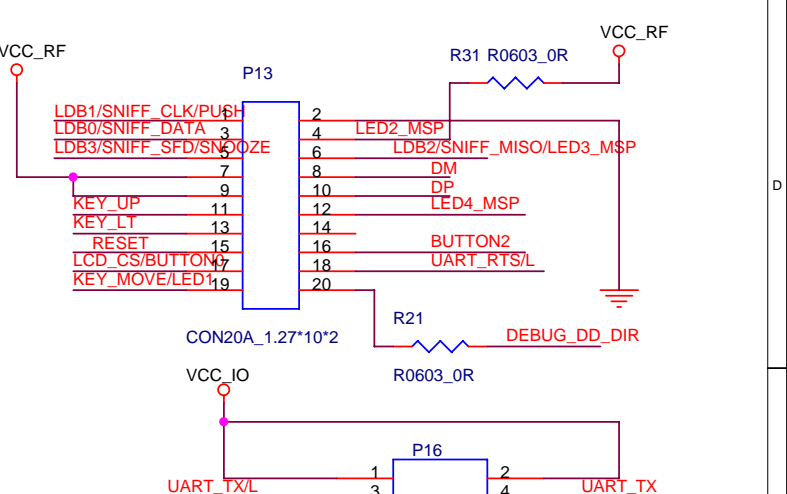 VCC_RF
R31 R0603_0R
VCC_RF
P13
LDB1/SNIFF_CLK/PUSH
1
2
LDB0/SNIFF_DATA
3
4
LED2_MSP
LDB3/SNIFF_SFD/SNOOZE
5
6
LDB2/SNIFF_MISO/LED3_MSP
7
8
DM
9
10
DP
KEY_UP
11
12
LED4_MSP
KEY_LT
13
14
RESET
15
16
BUTTON2
LCD_CS/BUTTON0
17
18
UART_RTS/L
KEY_MOVE/LED1
19
20
D
R21
DEBUG_DD_DIR
CON20A_1.27*10*2
R0603_0R
VCC_IO
P16
1
2
UART_TX/L
3
4
UART_TX